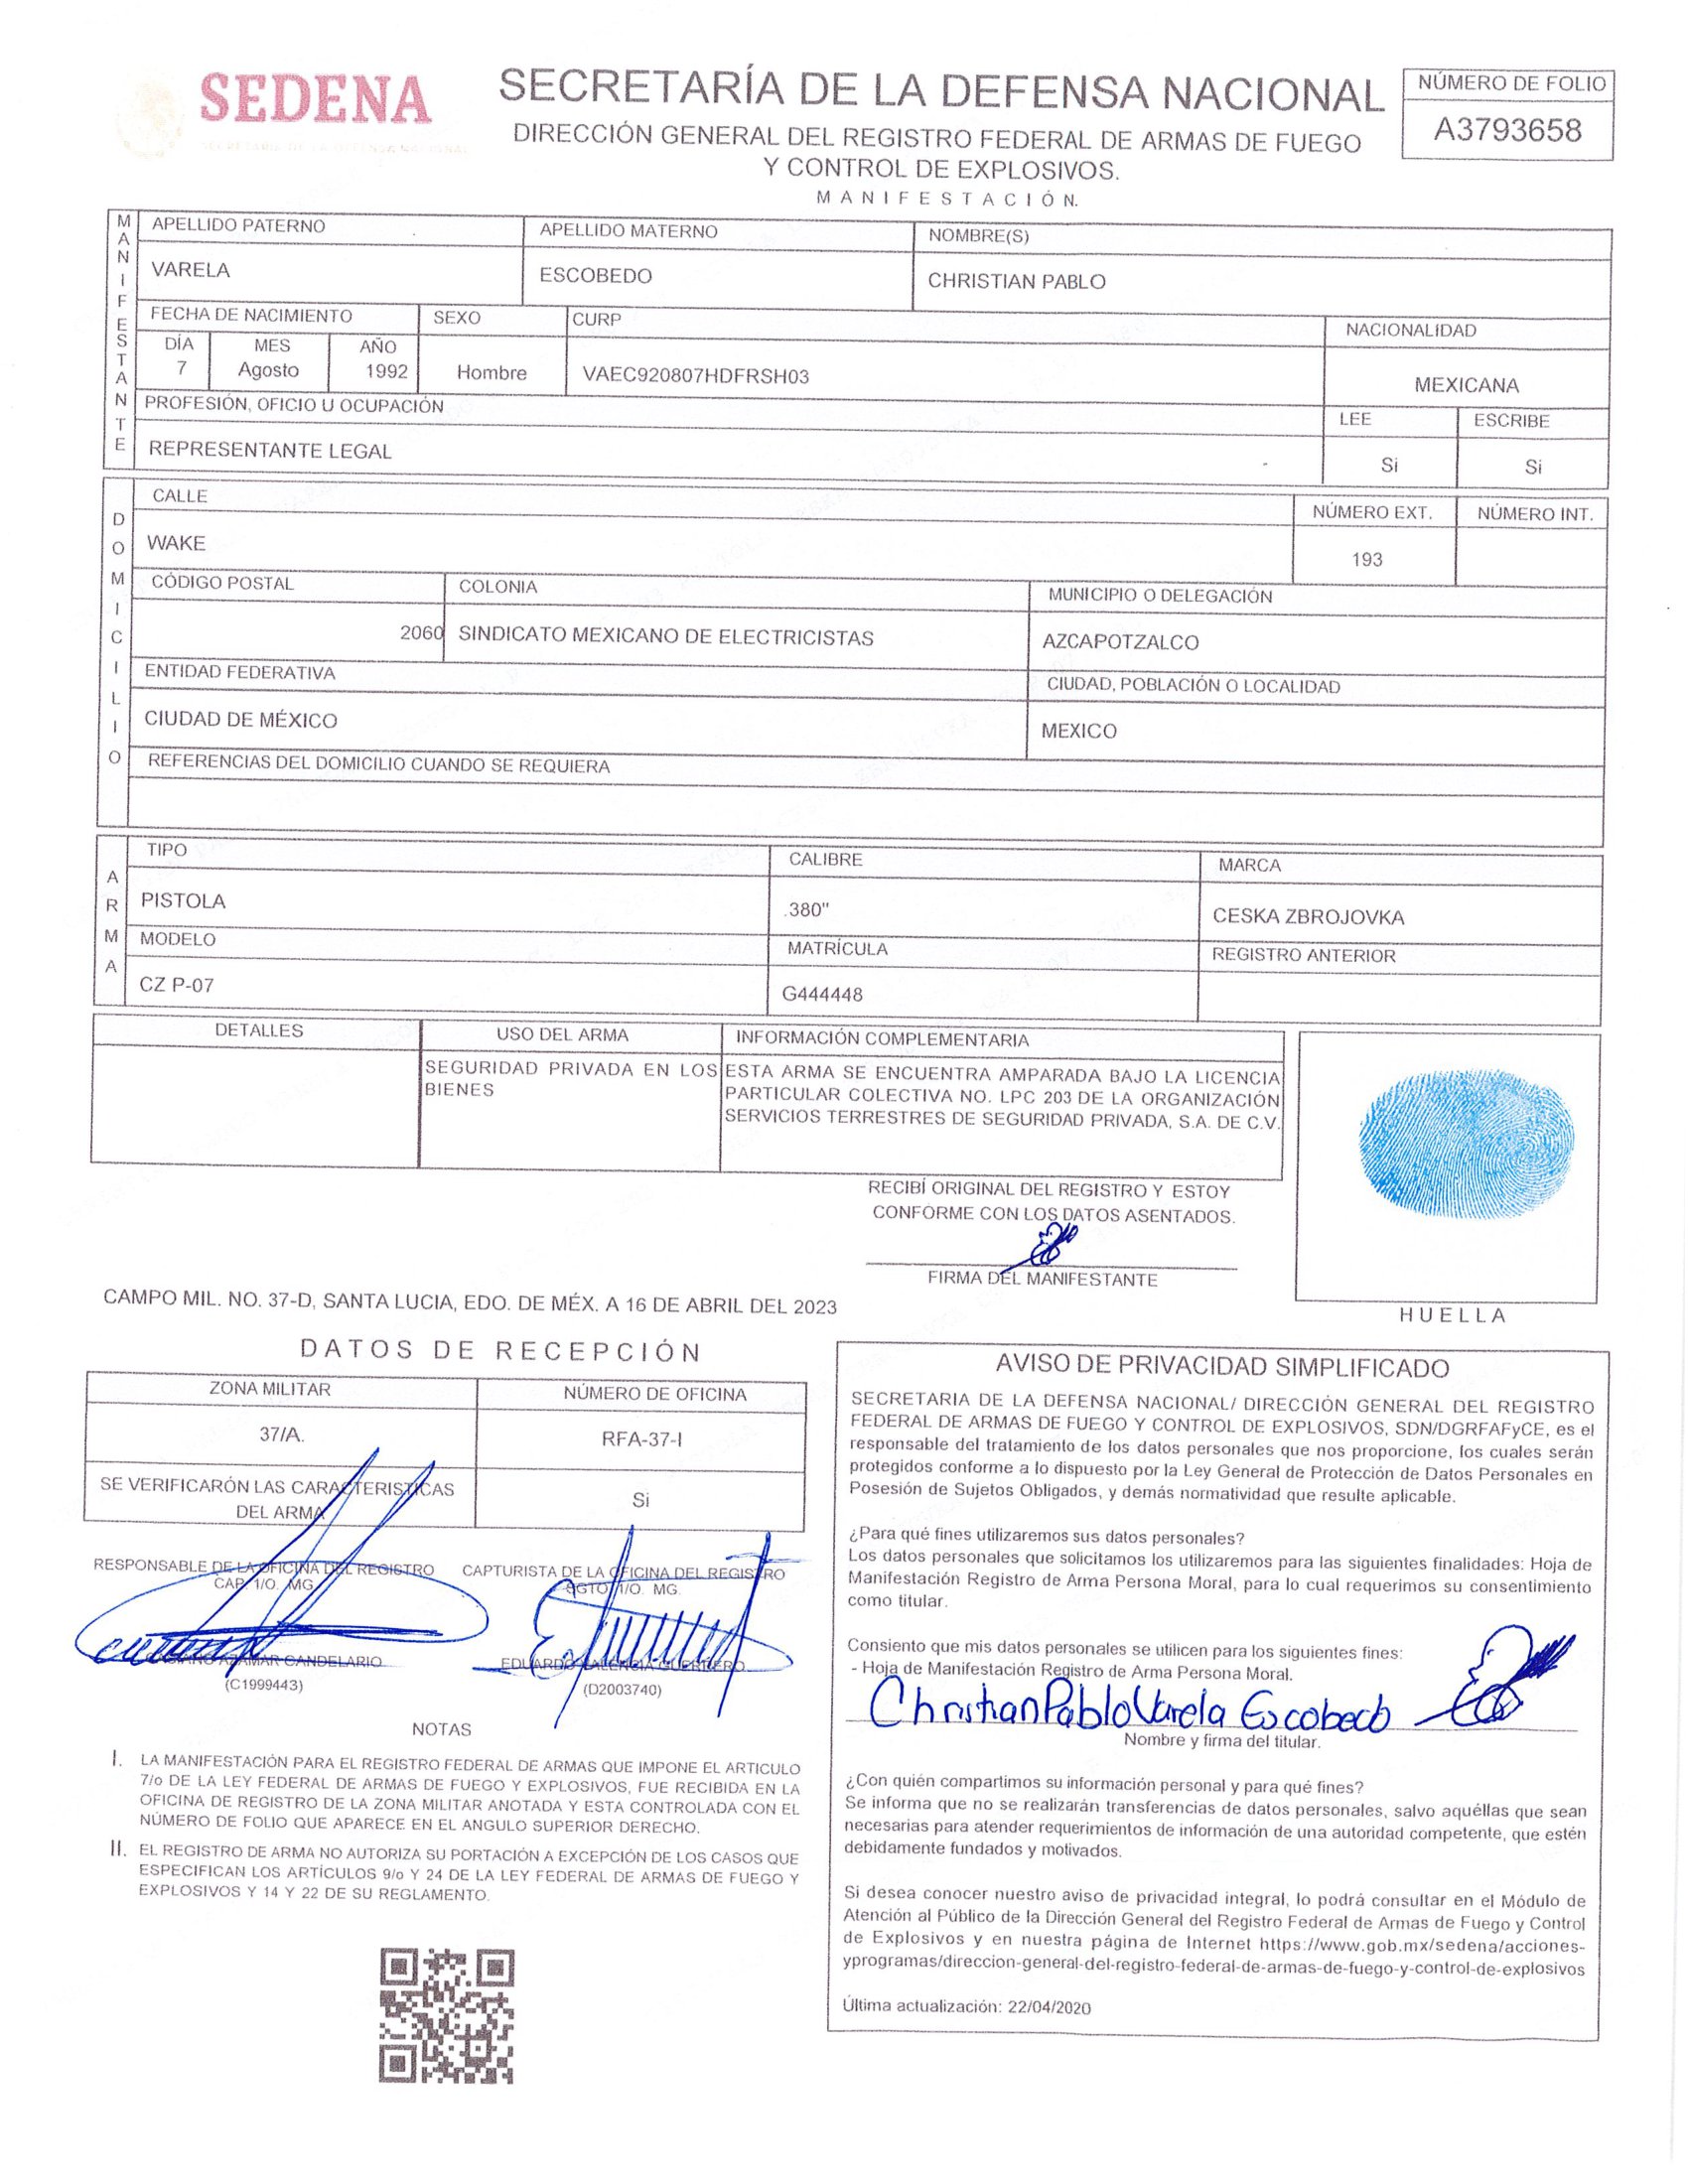 SEDENA
SECRETARÍA DE LA DEFENSA NACIONAL
SECRETARÍA DE LA DEFENSA NACIONAL
DIRECCIÓN GENERAL DEL REGISTRO FEDERAL DE ARMAS DE FUEGO
Y CONTROL DE EXPLOSIVOS.
MANIFESTACIÓN.
NÚMERO DE FOLIO
A3793658
MANIFESTANTE
APELLIDO PATERNO APELLIDO MATERNO NOMBRE(S)
VARELA ESCOBEDO CHRISTIAN PABLO
FECHA DE NACIMIENTO SEXO CURP NACIONALIDAD
DÍA MES AÑO
7 Agosto 1992 Hombre VAEC920807HDFRSH03 MEXICANA
PROFESIÓN, OFICIO U OCUPACIÓN LEE ESCRIBE
REPRESENTANTE LEGAL Si Si
DOMICILIO
CALLE NÚMERO EXT. NÚMERO INT.
WAKE 193
CÓDIGO POSTAL COLONIA MUNICIPIO O DELEGACIÓN
2060 SINDICATO MEXICANO DE ELECTRICISTAS AZCAPOTZALCO
ENTIDAD FEDERATIVA CIUDAD, POBLACIÓN O LOCALIDAD
CIUDAD DE MÉXICO MEXICO
REFERENCIAS DEL DOMICILIO CUANDO SE REQUIERA
ARMA
TIPO CALIBRE MARCA
PISTOLA .380" CESKA ZBROJOVKA
MODELO MATRÍCULA REGISTRO ANTERIOR
CZ P-07 G444448
DETALLES USO DEL ARMA INFORMACIÓN COMPLEMENTARIA
SEGURIDAD PRIVADA EN LOS
BIENES
ESTA ARMA SE ENCUENTRA AMPARADA BAJO LA LICENCIA
PARTICULAR COLECTIVA NO. LPC 203 DE LA ORGANIZACIÓN
SERVICIOS TERRESTRES DE SEGURIDAD PRIVADA, S.A. DE C.V.
RECIBÍ ORIGINAL DEL REGISTRO Y ESTOY
CONFORME CON LOS DATOS ASENTADOS.
FIRMA DEL MANIFESTANTE
HUELLA
CAMPO MIL. NO. 37-D, SANTA LUCIA, EDO. DE MÉX. A 16 DE ABRIL DEL 2023
DATOS DE RECEPCIÓN
ZONA MILITAR NÚMERO DE OFICINA
37/A. RFA-37-I
SE VERIFICARÓN LAS CARACTERISTICAS
DEL ARMA
Si
RESPONSABLE DE LA OFICINA DEL REGISTRO
CAP. 1/O. MG.
AZAMAR CANDELARIO
(C1999443)
CAPTURISTA DE LA OFICINA DEL REGISTRO
SGTO. 1/O. MG.
EDUARDO VALENCIA GUERRERO
(D2003740)
NOTAS
I. LA MANIFESTACIÓN PARA EL REGISTRO FEDERAL DE ARMAS QUE IMPONE EL ARTICULO
7/o DE LA LEY FEDERAL DE ARMAS DE FUEGO Y EXPLOSIVOS, FUE RECIBIDA EN LA
OFICINA DE REGISTRO DE LA ZONA MILITAR ANOTADA Y ESTA CONTROLADA CON EL
NÚMERO DE FOLIO QUE APARECE EN EL ANGULO SUPERIOR DERECHO.
II. EL REGISTRO DE ARMA NO AUTORIZA SU PORTACIÓN A EXCEPCIÓN DE LOS CASOS QUE
ESPECIFICAN LOS ARTÍCULOS 9/o Y 24 DE LA LEY FEDERAL DE ARMAS DE FUEGO Y
EXPLOSIVOS Y 14 Y 22 DE SU REGLAMENTO.
AVISO DE PRIVACIDAD SIMPLIFICADO
SECRETARIA DE LA DEFENSA NACIONAL/ DIRECCIÓN GENERAL DEL REGISTRO
FEDERAL DE ARMAS DE FUEGO Y CONTROL DE EXPLOSIVOS, SDN/DGRFAFyCE, es el
responsable del tratamiento de los datos personales que nos proporcione, los cuales serán
protegidos conforme a lo dispuesto por la Ley General de Protección de Datos Personales en
Posesión de Sujetos Obligados, y demás normatividad que resulte aplicable.
¿Para qué fines utilizaremos sus datos personales?
Los datos personales que solicitamos los utilizaremos para las siguientes finalidades: Hoja de
Manifestación Registro de Arma Persona Moral, para lo cual requerimos su consentimiento
como titular.
Consiento que mis datos personales se utilicen para los siguientes fines:
- Hoja de Manifestación Registro de Arma Persona Moral.
Christian Pablo Varela Escobedo
Nombre y firma del titular.
¿Con quién compartimos su información personal y para qué fines?
Se informa que no se realizarán transferencias de datos personales, salvo aquéllas que sean
necesarias para atender requerimientos de información de una autoridad competente, que estén
debidamente fundados y motivados.
Si desea conocer nuestro aviso de privacidad integral, lo podrá consultar en el Módulo de
Atención al Público de la Dirección General del Registro Federal de Armas de Fuego y Control
de Explosivos y en nuestra página de Internet https://www.gob.mx/sedena/acciones-
yprogramas/direccion-general-del-registro-federal-de-armas-de-fuego-y-control-de-explosivos
Última actualización: 22/04/2020